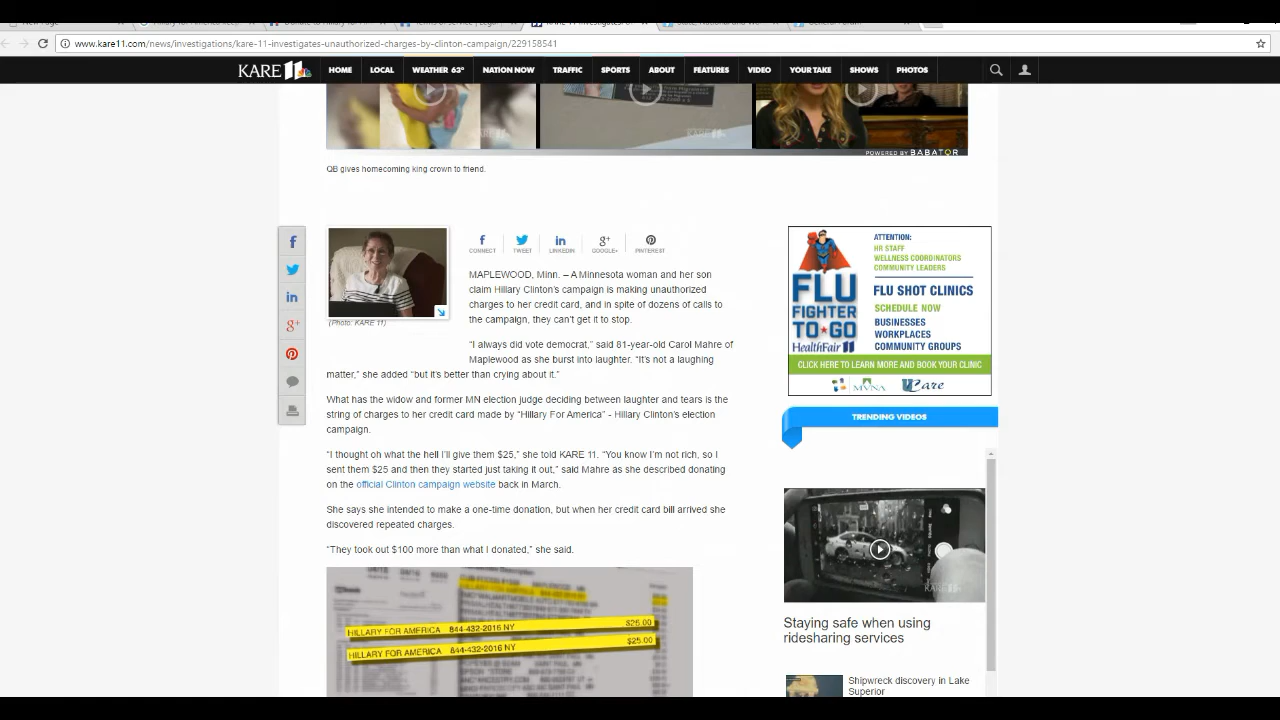 www.kare11.com/news/investigations/kare-11-investigates-unauthorized-charges-by-clinton-campaign/229158541
KARE 11
HOME LOCAL WEATHER 63° NATION NOW TRAFFIC SPORTS ABOUT FEATURES VIDEO YOUR TAKE SHOWS PHOTOS
POWERED BY BABATOR
QB gives homecoming king crown to friend.
CONNECT TWEET LINKEDIN GOOGLE+ PINTEREST
(Photo: KARE 11)
MAPLEWOOD, Minn. – A Minnesota woman and her son
claim Hillary Clinton's campaign is making unauthorized
charges to her credit card, and in spite of dozens of calls to
the campaign, they can't get it to stop.
“I always did vote democrat,” said 81-year-old Carol Mahre of
Maplewood as she burst into laughter. “It's not a laughing
matter,” she added “but it's better than crying about it.”
What has the widow and former MN election judge deciding between laughter and tears is the
string of charges to her credit card made by “Hillary For America” - Hillary Clinton's election
campaign.
“I thought oh what the hell I'll give them $25,” she told KARE 11. “You know I'm not rich, so I
sent them $25 and then they started just taking it out,” said Mahre as she described donating
on the official Clinton campaign website back in March.
She says she intended to make a one-time donation, but when her credit card bill arrived she
discovered repeated charges.
“They took out $100 more than what I donated,” she said.
HILLARY FOR AMERICA 844-432-2016 NY $25.00
HILLARY FOR AMERICA 844-432-2016 NY $25.00
ATTENTION:
HR STAFF
WELLNESS COORDINATORS
COMMUNITY LEADERS
FLU
FIGHTER
TO GO
HealthFair 11
FLU SHOT CLINICS
SCHEDULE NOW
BUSINESSES
WORKPLACES
COMMUNITY GROUPS
CLICK HERE TO LEARN MORE AND BOOK YOUR CLINIC
MVNA
UCare
TRENDING VIDEOS
Staying safe when using
ridesharing services
Shipwreck discovery in Lake
Superior